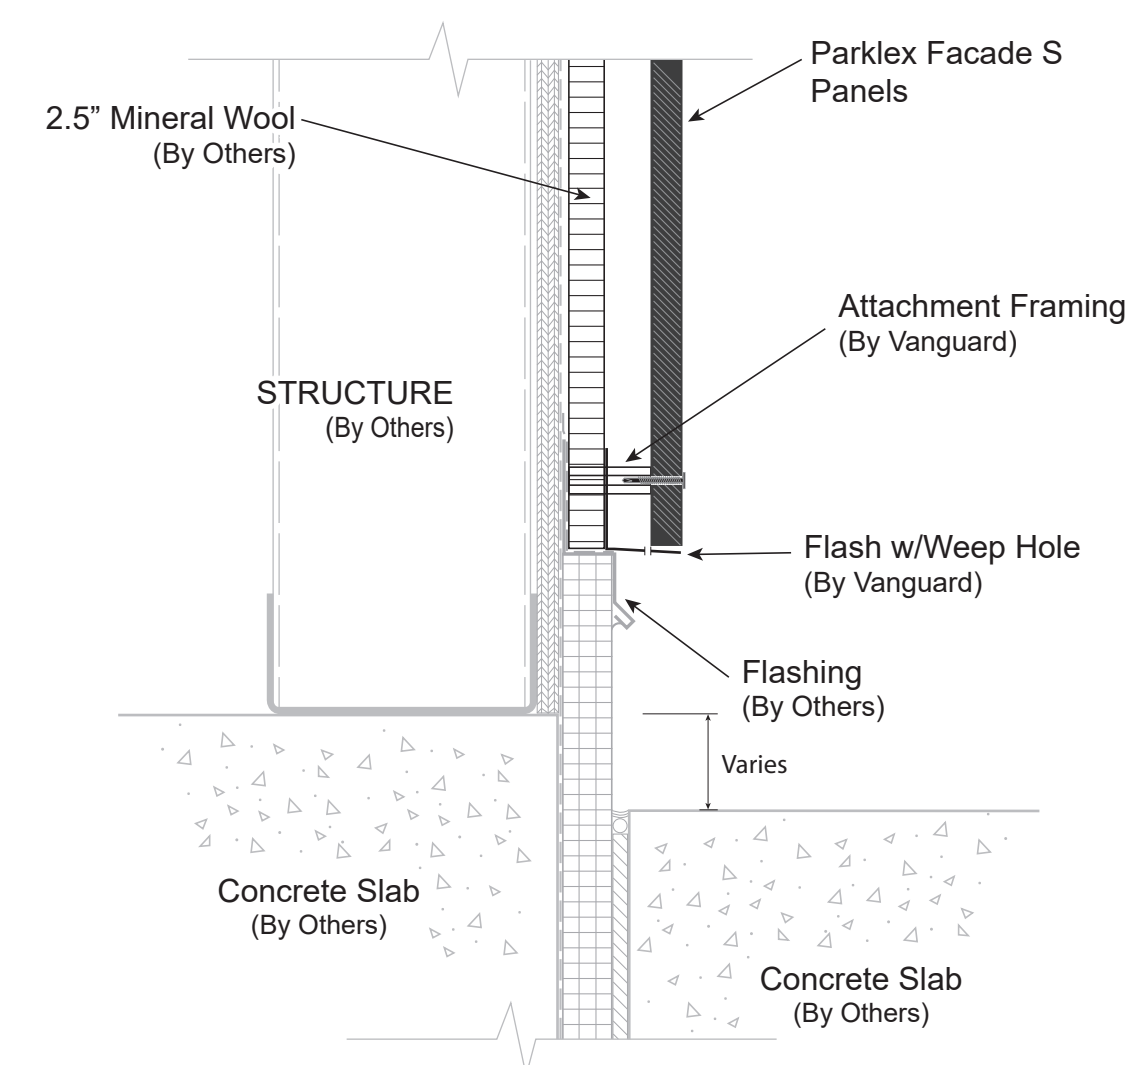 Parklex Facade S
Panels
2.5” Mineral Wool
(By Others)
Attachment Framing
(By Vanguard)
STRUCTURE
(By Others)
Flash w/Weep Hole
(By Vanguard)
Flashing
(By Others)
Varies
Concrete Slab
(By Others)
Concrete Slab
(By Others)